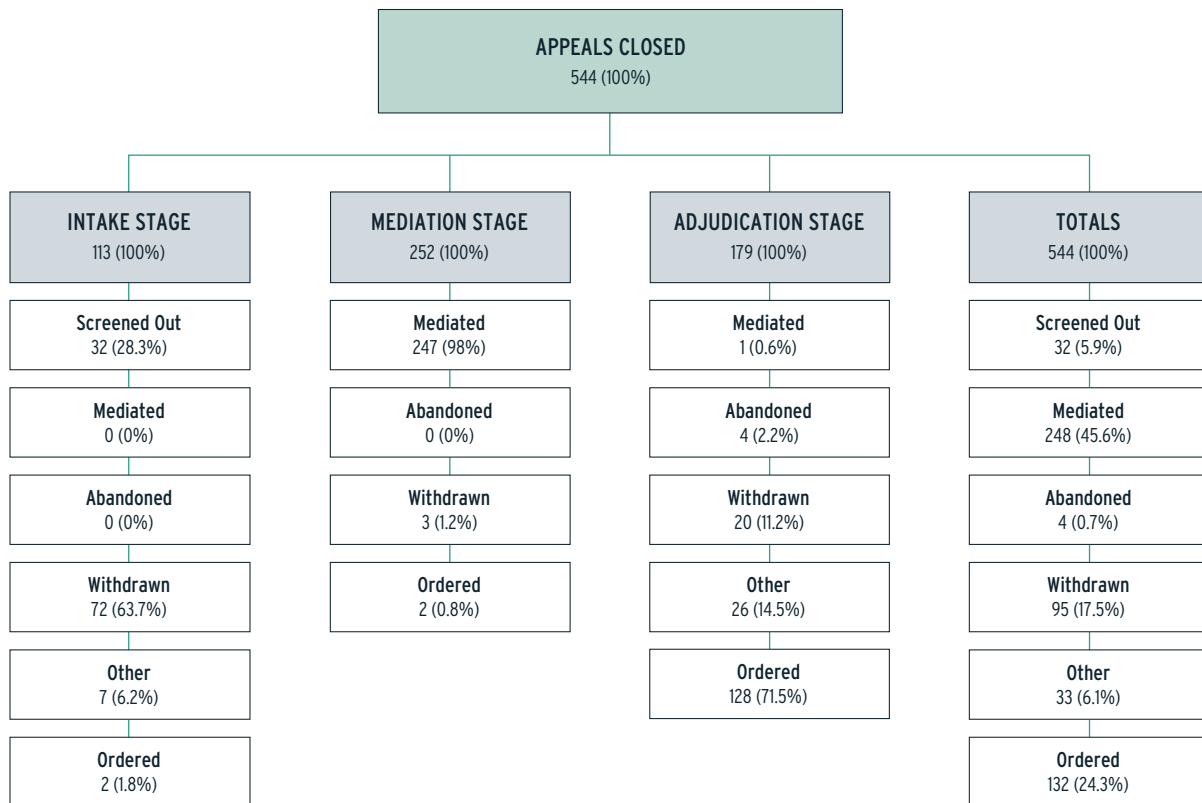 APPEALS CLOSED
544 (100%)
INTAKE STAGE
113 (100%)
Screened Out
32 (28.3%)
Mediated
0 (0%)
Abandoned
0 (0%)
Withdrawn
72 (63.7%)
Other
7 (6.2%)
Ordered
2 (1.8%)
MEDIATION STAGE
252 (100%)
Mediated
247 (98%)
Abandoned
0 (0%)
Withdrawn
3 (1.2%)
Ordered
2 (0.8%)
ADJUDICATION STAGE
179 (100%)
Mediated
1 (0.6%)
Abandoned
4 (2.2%)
Withdrawn
20 (11.2%)
Other
26 (14.5%)
Ordered
128 (71.5%)
TOTALS
544 (100%)
Screened Out
32 (5.9%)
Mediated
248 (45.6%)
Abandoned
4 (0.7%)
Withdrawn
95 (17.5%)
Other
33 (6.1%)
Ordered
132 (24.3%)